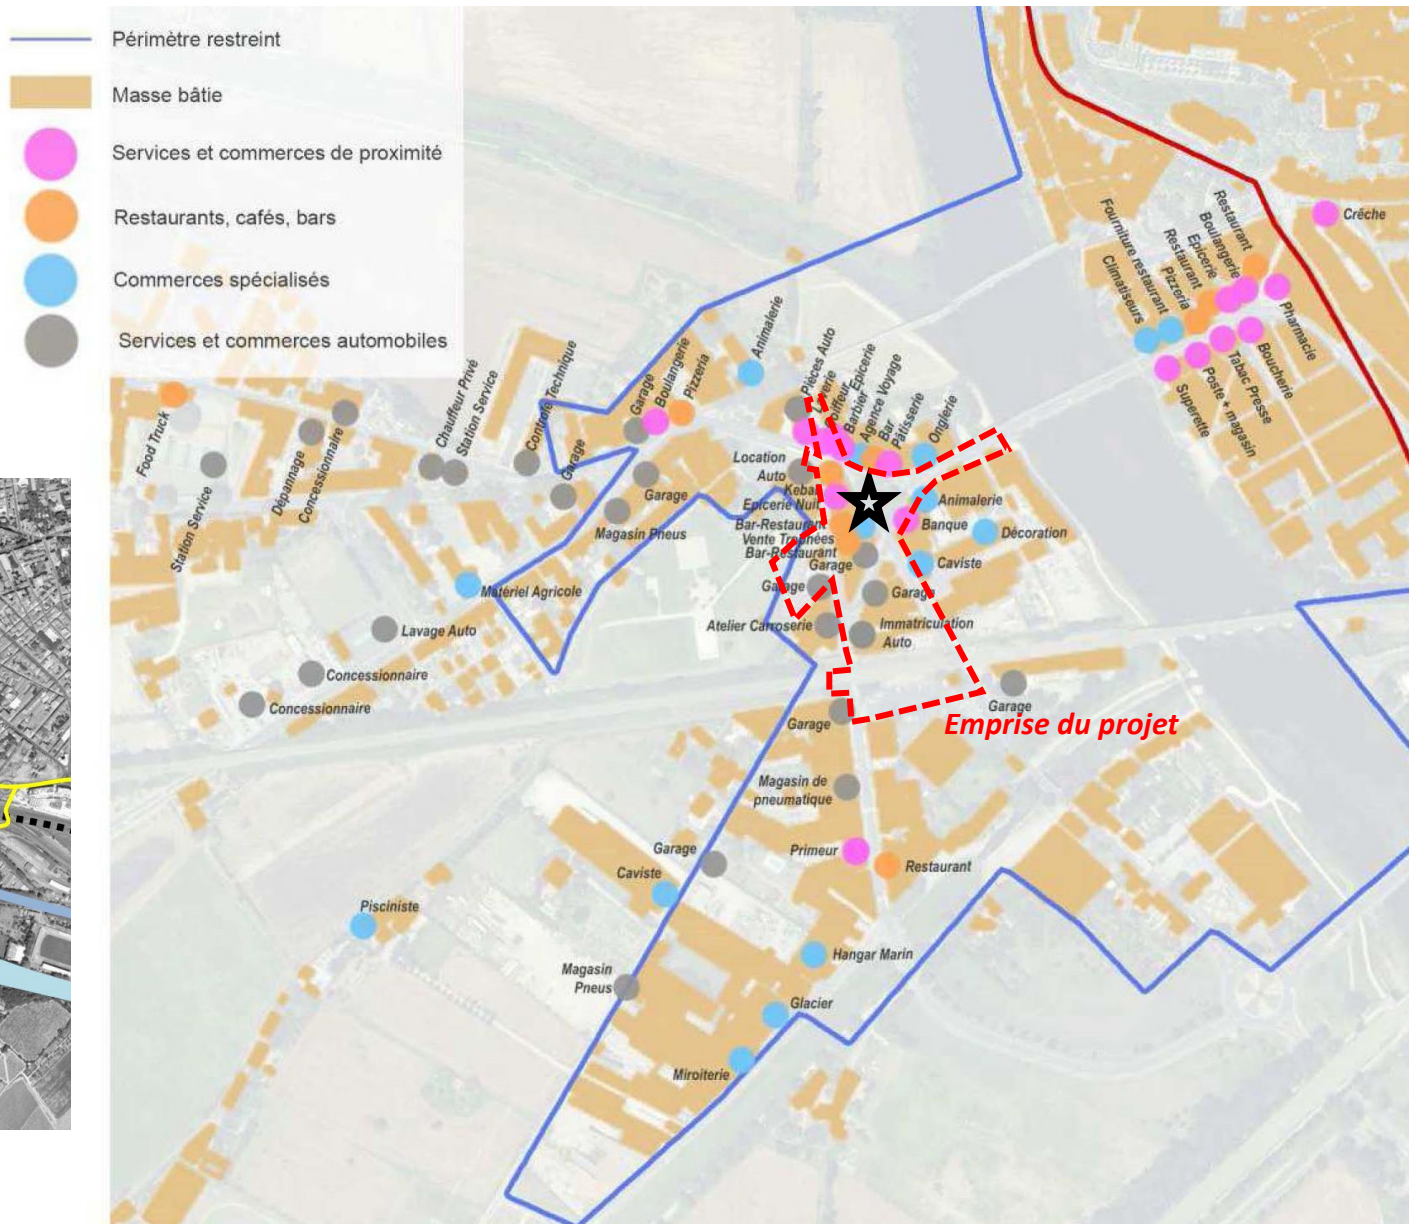 Périmètre restreint
Masse bâtie
Services et commerces de proximité
Restaurants, cafés, bars
Commerces spécialisés
Services et commerces automobiles
Crêche
Restaurant
Boulangerie
Epicerie
Restaurant
Pizzeria
Fourniture restaurant
Climatiseurs
Pharmacie
Boucherie
Tabac Presse
Poste * magasin
Superette
Animalerie
Pizzeria
Boulangerie
Garage
Contrôle Technique
Station Service
Chauffeur Privé
Concessionnaire
Dépannage
Station Service
Food Truck
Garage
Garage
Magasin Pneus
Matériel Agricole
Lavage Auto
Concessionnaire
Concessionnaire
Pièces Auto
Epicerie
Barbier
Agence Voyage
Bar
Pâtisserie
Onglerie
Location
Auto
Epicerie Nuit
Bar-Restaurant
Bar-Restaurant
Garage
Garage
Garage
Animalerie
Banque
Décoration
Caviste
Atelier Carroserie
Immatriculation
Auto
Garage
Emprise du projet
Garage
Magasin de
pneumatique
Primeur
Restaurant
Garage
Caviste
Pisciniste
Hangar Marin
Magasin
Pneus
Glacier
Miroiterie